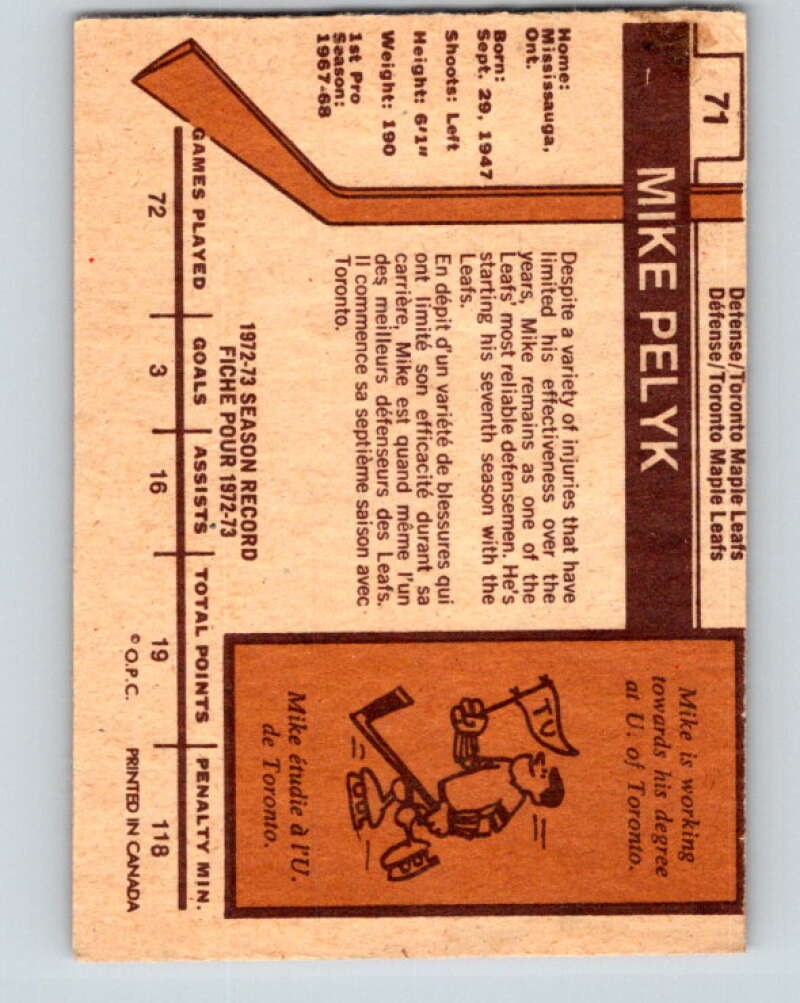 71
Defense/Toronto Maple Leafs
Défense/Toronto Maple Leafs
MIKE PELYK
Home:
Mississauga,
Ont.
Born:
Sept. 29, 1947
Shoots: Left
Height: 6'1"
Weight: 190
1st Pro
Season:
1967-68
Despite a variety of injuries that have
limited his effectiveness over the
years, Mike remains as one of the
Leafs' most reliable defensemen. He's
starting his seventh season with the
Leafs.
En dépit d'un variété de blessures qui
ont limité son efficacité durant sa
carrière, Mike est quand même l'un
des meilleurs défenseurs des Leafs.
Il commence sa septième saison avec
Toronto.
Mike is working
towards his degree
at U. of Toronto.
TU
Mike étudie à l'U.
de Toronto.
1972-73 SEASON RECORD
FICHE POUR 1972-73
GAMES PLAYED GOALS ASSISTS TOTAL POINTS PENALTY MIN.
72 3 16 19 118
© O.P.C. PRINTED IN CANADA